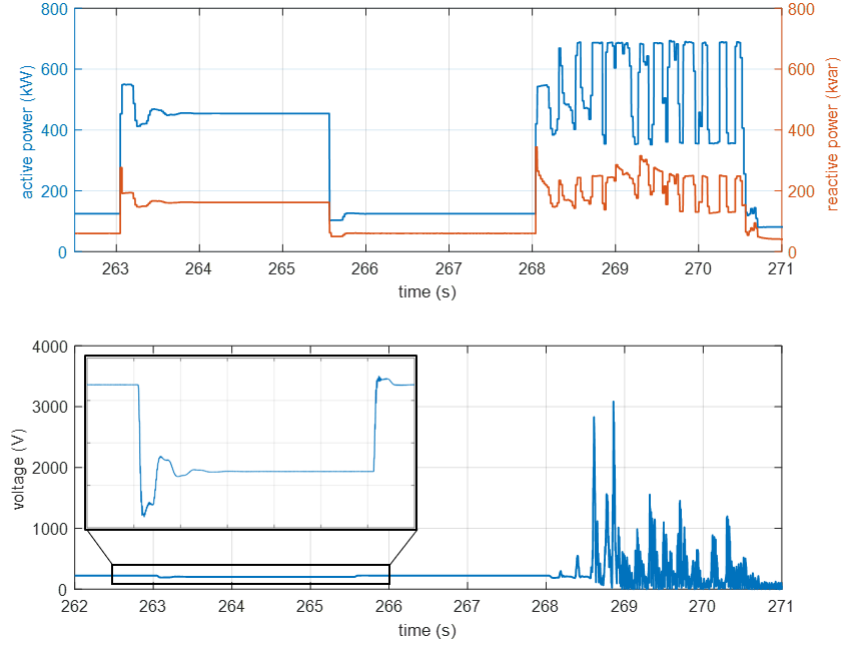 800
600
400
200
0
active power (kW)
800
600
400
200
0
reactive power (kvar)
263 264 265 266 267 268 269 270 271
time (s)
4000
3000
2000
1000
0
voltage (V)
262 263 264 265 266 267 268 269 270 271
time (s)